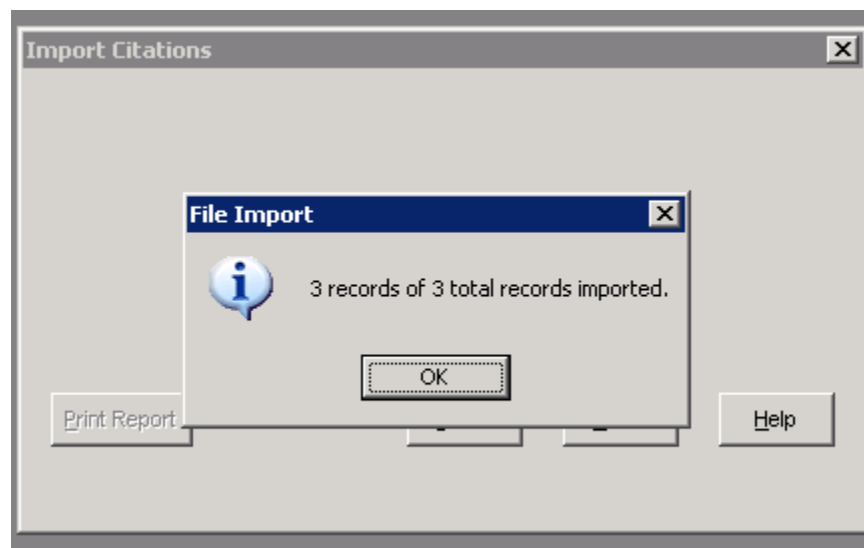 Import Citations
File Import
3 records of 3 total records imported.
OK
Print Report
Help